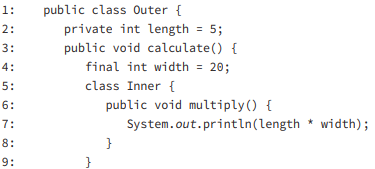 1: public class Outer {
2: private int length = 5;
3: public void calculate() {
4: final int width = 20;
5: class Inner {
6: public void multiply() {
7: System.out.println(length * width);
8: }
9: }